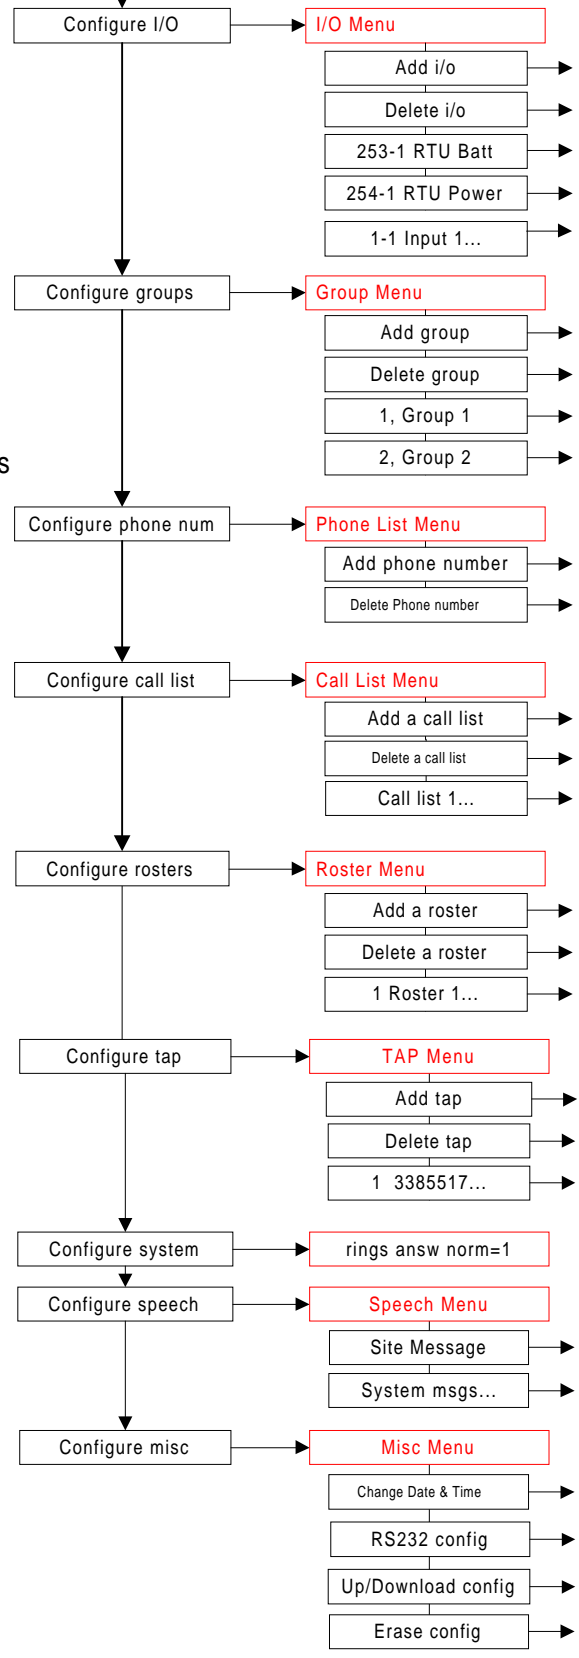 Configure I/O
I/O Menu
Add i/o
Delete i/o
253-1 RTU Batt
254-1 RTU Power
1-1 Input 1...
Configure groups
Group Menu
Add group
Delete group
1, Group 1
2, Group 2
s
Configure phone num
Phone List Menu
Add phone number
Delete Phone number
Configure call list
Call List Menu
Add a call list
Delete a call list
Call list 1...
Configure rosters
Roster Menu
Add a roster
Delete a roster
1 Roster 1...
Configure tap
TAP Menu
Add tap
Delete tap
1 3385517...
Configure system
rings answ norm=1
Configure speech
Speech Menu
Site Message
System msgs...
Configure misc
Misc Menu
Change Date & Time
RS232 config
Up/Download config
Erase config